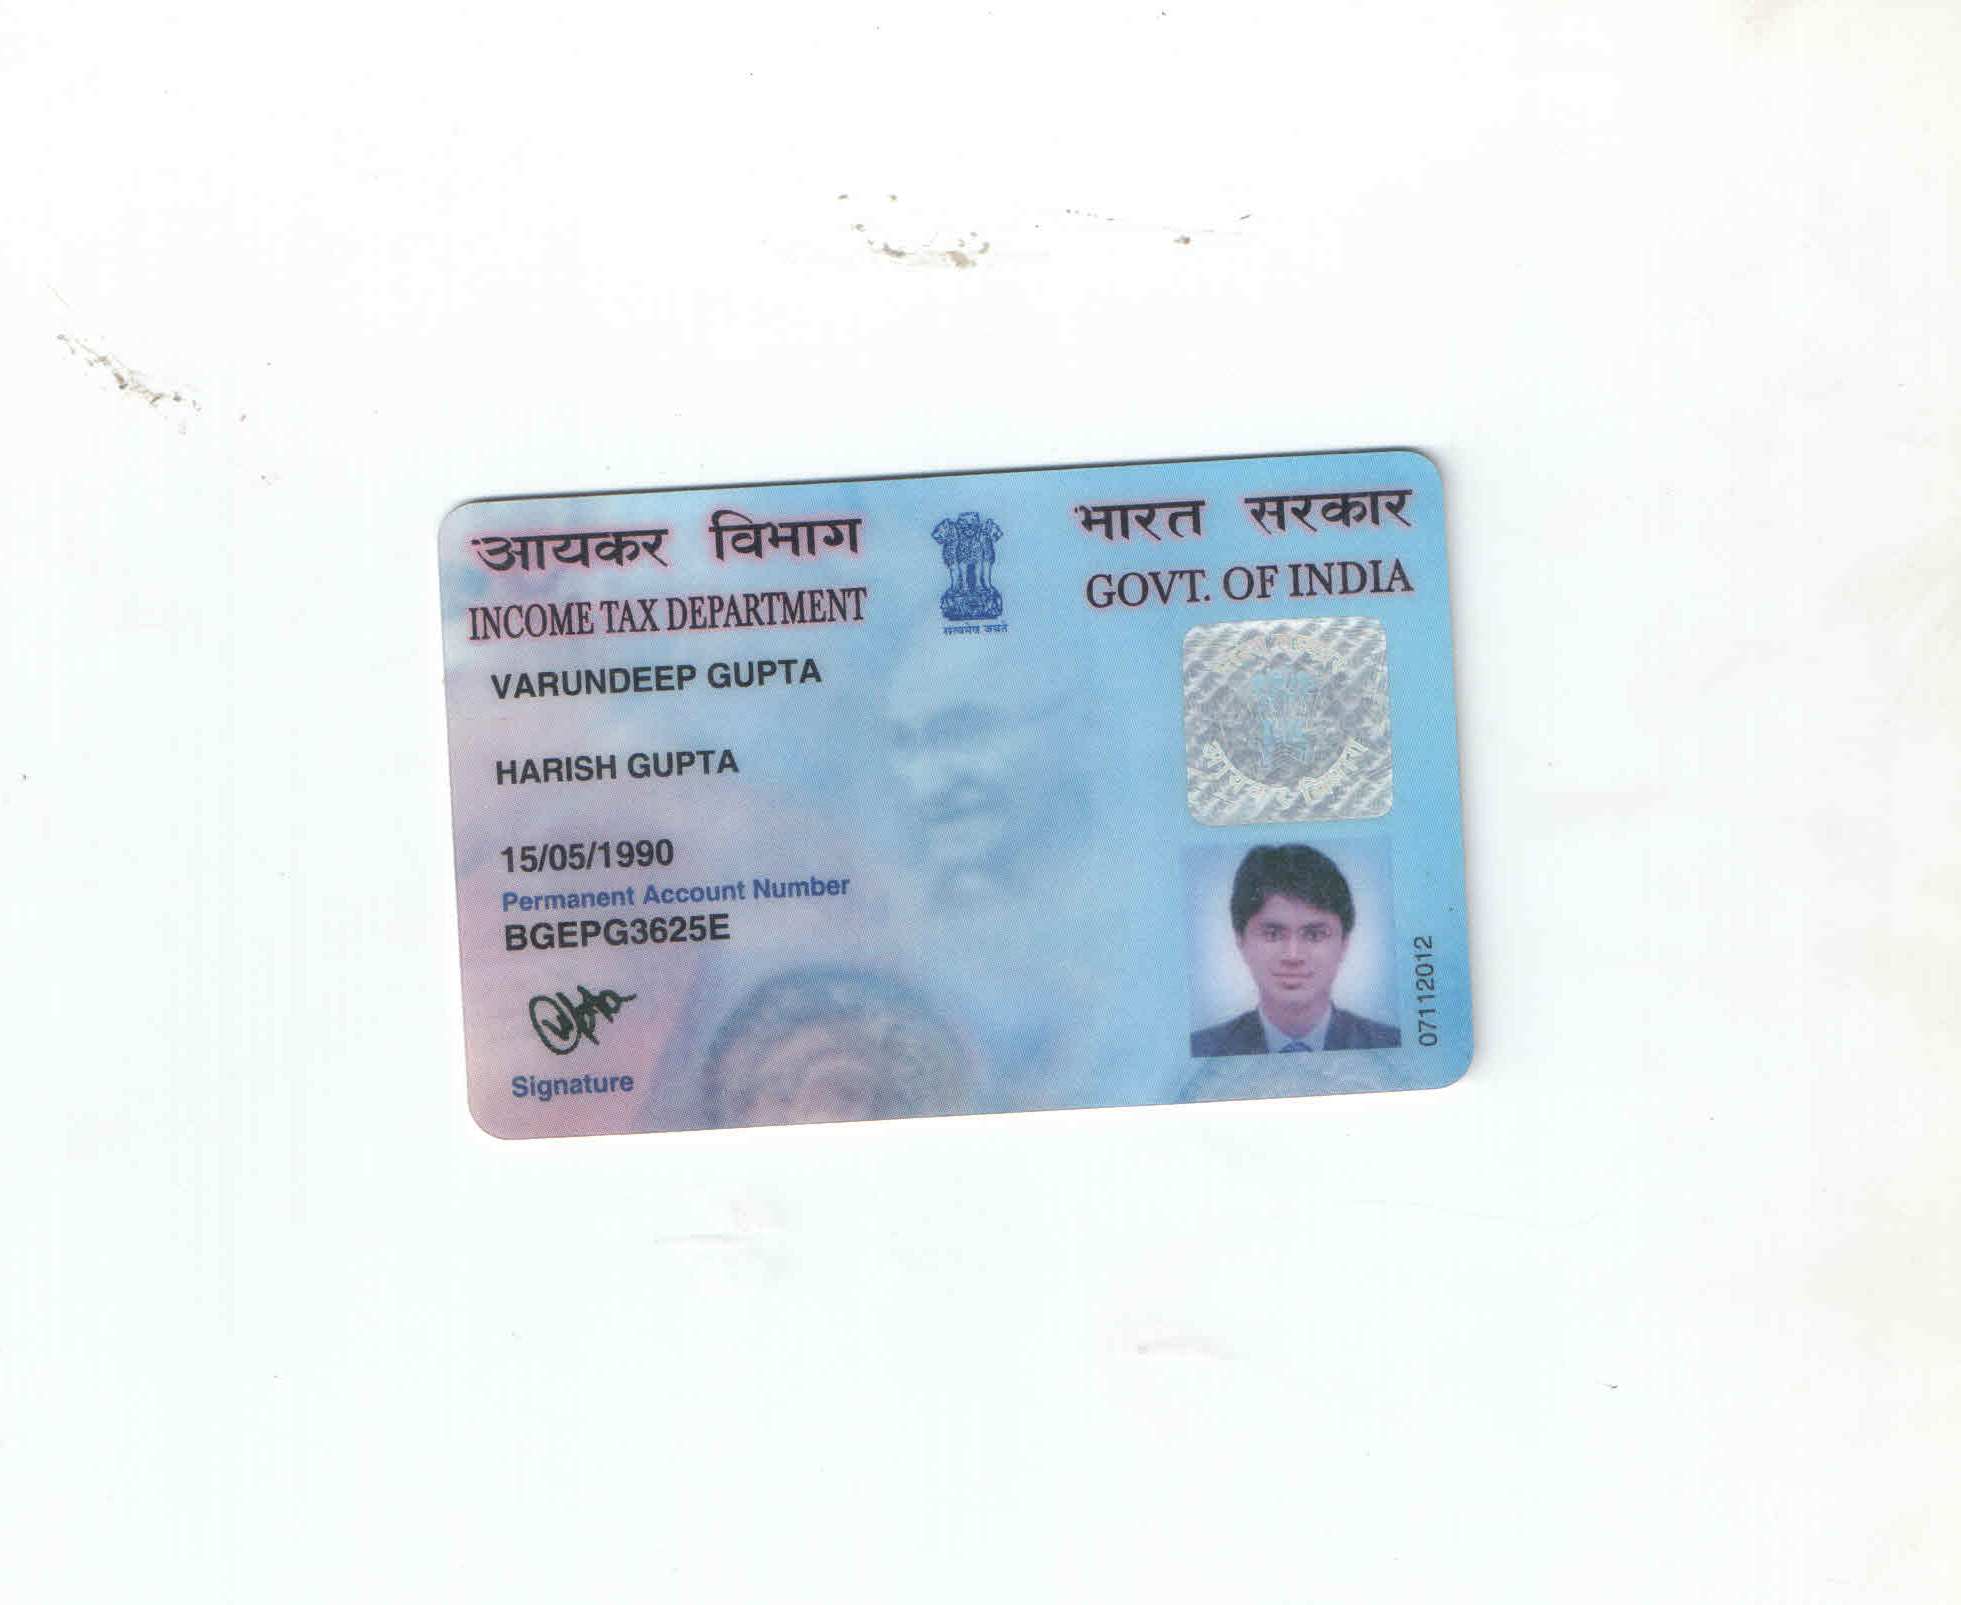 आयकर विभाग
INCOME TAX DEPARTMENT
भारत सरकार
GOVT. OF INDIA
सत्यमेव जयते
VARUNDEEP GUPTA
HARISH GUPTA
15/05/1990
Permanent Account Number
BGEPG3625E
Signature
07112012